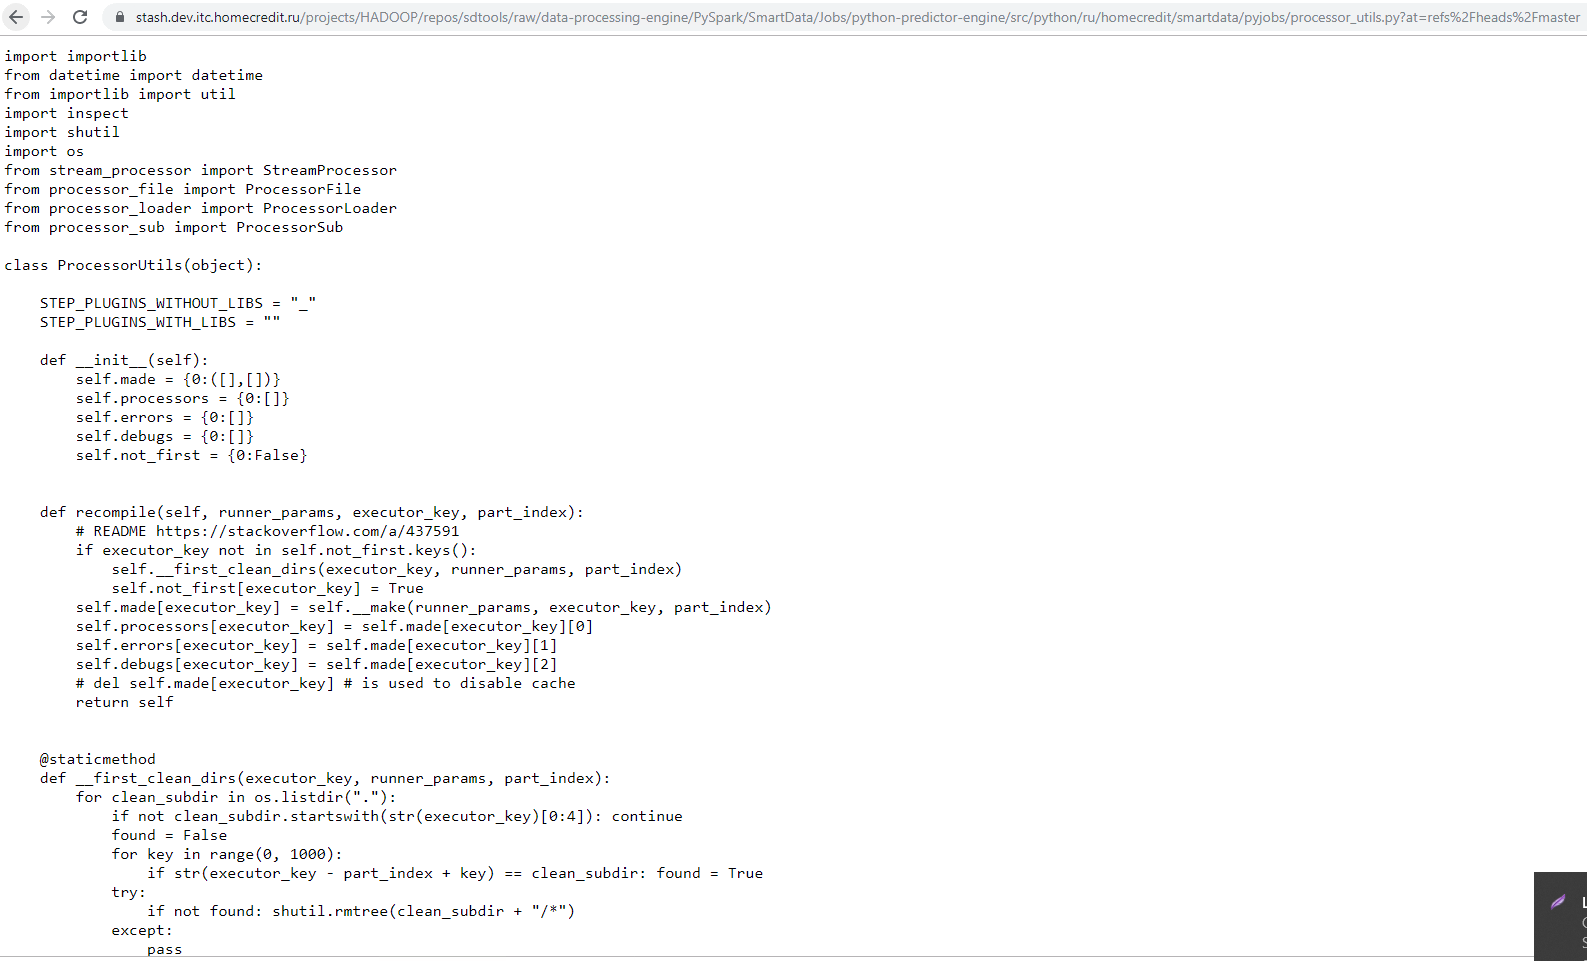 stash.dev.itc.homecredit.ru/projects/HADOOP/repos/sdtools/raw/data-processing-engine/PySpark/SmartData/Jobs/python-predictor-engine/src/python/ru/homecredit/smartdata/pyjobs/processor_utils.py?at=refs%2Fheads%2Fmaster
import importlib
from datetime import datetime
from importlib import util
import inspect
import shutil
import os
from stream_processor import StreamProcessor
from processor_file import ProcessorFile
from processor_loader import ProcessorLoader
from processor_sub import ProcessorSub
class ProcessorUtils(object):
    STEP_PLUGINS_WITHOUT_LIBS = "_"
    STEP_PLUGINS_WITH_LIBS = ""
    def __init__(self):
        self.made = {0:([],[])}
        self.processors = {0:[]}
        self.errors = {0:[]}
        self.debugs = {0:[]}
        self.not_first = {0:False}
    def recompile(self, runner_params, executor_key, part_index):
        # README https://stackoverflow.com/a/437591
        if executor_key not in self.not_first.keys():
            self.__first_clean_dirs(executor_key, runner_params, part_index)
            self.not_first[executor_key] = True
        self.made[executor_key] = self.__make(runner_params, executor_key, part_index)
        self.processors[executor_key] = self.made[executor_key][0]
        self.errors[executor_key] = self.made[executor_key][1]
        self.debugs[executor_key] = self.made[executor_key][2]
        # del self.made[executor_key] # is used to disable cache
        return self
    @staticmethod
    def __first_clean_dirs(executor_key, runner_params, part_index):
        for clean_subdir in os.listdir("."):
            if not clean_subdir.startswith(str(executor_key)[0:4]): continue
            found = False
            for key in range(0, 1000):
                if str(executor_key - part_index + key) == clean_subdir: found = True
            try:
                if not found: shutil.rmtree(clean_subdir + "/*")
            except:
                pass